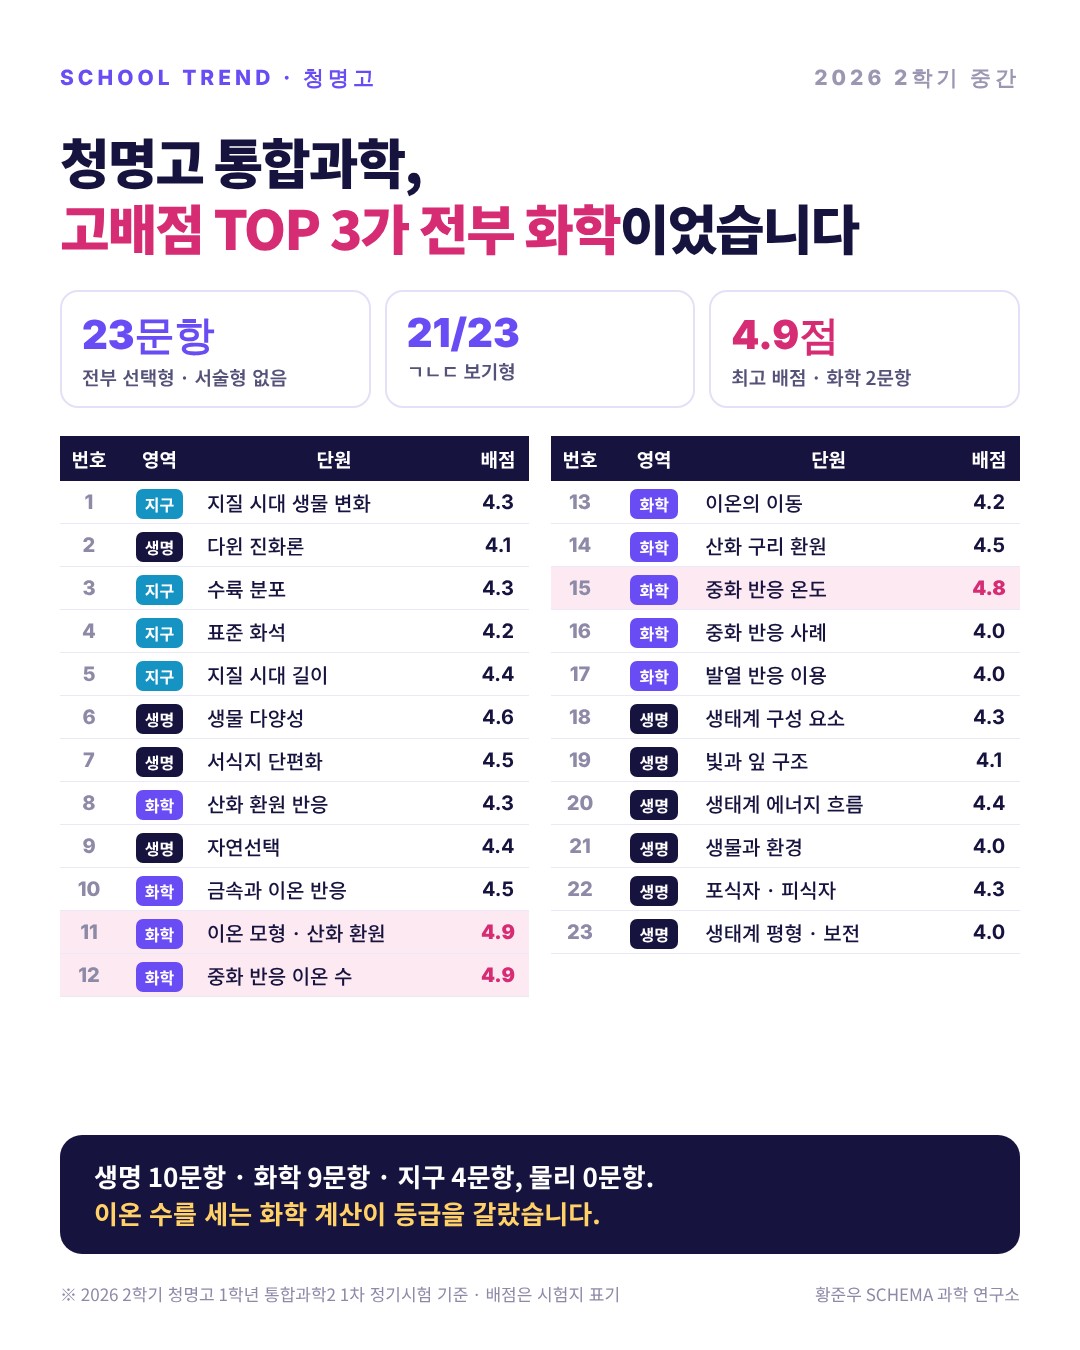 SCHOOL TREND · 청명고
2026 2학기 중간
청명고 통합과학,
고배점 TOP 3가 전부 화학이었습니다
23문항
전부 선택형 · 서술형 없음
21/23
ㄱㄴㄷ 보기형
4.9점
최고 배점 · 화학 2문항
번호 영역 단원 배점
1 지구 지질 시대 생물 변화 4.3
2 생명 다윈 진화론 4.1
3 지구 수륙 분포 4.3
4 지구 표준 화석 4.2
5 지구 지질 시대 길이 4.4
6 생명 생물 다양성 4.6
7 생명 서식지 단편화 4.5
8 화학 산화 환원 반응 4.3
9 생명 자연선택 4.4
10 화학 금속과 이온 반응 4.5
11 화학 이온 모형 · 산화 환원 4.9
12 화학 중화 반응 이온 수 4.9
번호 영역 단원 배점
13 화학 이온의 이동 4.2
14 화학 산화 구리 환원 4.5
15 화학 중화 반응 온도 4.8
16 화학 중화 반응 사례 4.0
17 화학 발열 반응 이용 4.0
18 생명 생태계 구성 요소 4.3
19 생명 빛과 잎 구조 4.1
20 생명 생태계 에너지 흐름 4.4
21 생명 생물과 환경 4.0
22 생명 포식자 · 피식자 4.3
23 생명 생태계 평형 · 보전 4.0
생명 10문항 · 화학 9문항 · 지구 4문항, 물리 0문항.
이온 수를 세는 화학 계산이 등급을 갈랐습니다.
※ 2026 2학기 청명고 1학년 통합과학2 1차 정기시험 기준 · 배점은 시험지 표기
황준우 SCHEMA 과학 연구소